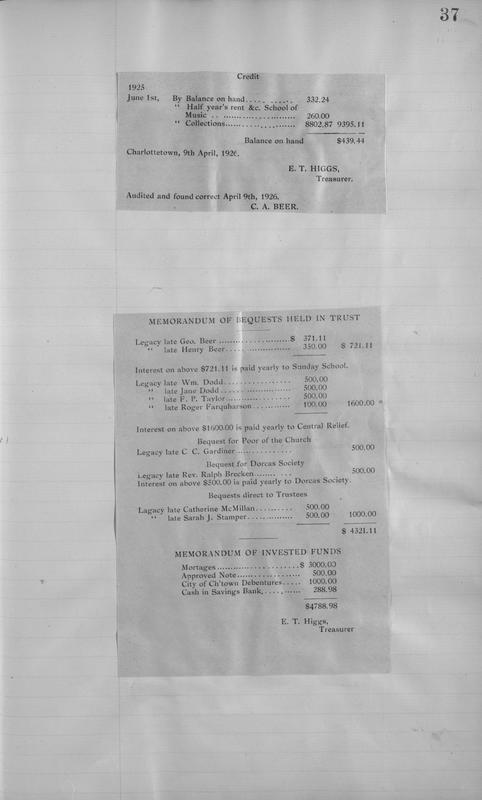 37
Credit
1925
June 1st, By Balance on hand............ 332.24
" Half year's rent &c. School of
Music .. .................... 260.00
" Collections.................. 8802.87 9395.11
Balance on hand $439.44
Charlottetown, 9th April, 1926.
E. T. HIGGS,
Treasurer.
Audited and found correct April 9th, 1926.
C. A. BEER.
MEMORANDUM OF BEQUESTS HELD IN TRUST
Legacy late Geo. Beer ......................$ 371.11
" late Henry Beer.................... 350.00 $ 721.11
Interest on above $721.11 is paid yearly to Sunday School.
Legacy late Wm. Dodd................ 500.00
" late Jane Dodd .................... 500.00
" late F. P. Taylor.................. 500.00
" late Roger Farquharson............ 100.00 1600.00
Interest on above $1600.00 is paid yearly to Central Relief.
Bequest for Poor of the Church
Legacy late C C. Gardiner .............. 500.00
Bequest for Dorcas Society
Legacy late Rev. Ralph Brecken......... ... 500.00
Interest on above $500.00 is paid yearly to Dorcas Society.
Bequests direct to Trustees
Lagacy late Catherine McMillan.......... 500.00
" late Sarah J. Stamper.............. 500.00 1000.00
$ 4321.11
MEMORANDUM OF INVESTED FUNDS
Mortages........................$ 3000.00
Approved Note.................. 500.00
City of Ch'town Debentures..... 1000.00
Cash in Savings Bank........... 288.98
$4788.98
E. T. Higgs,
Treasurer